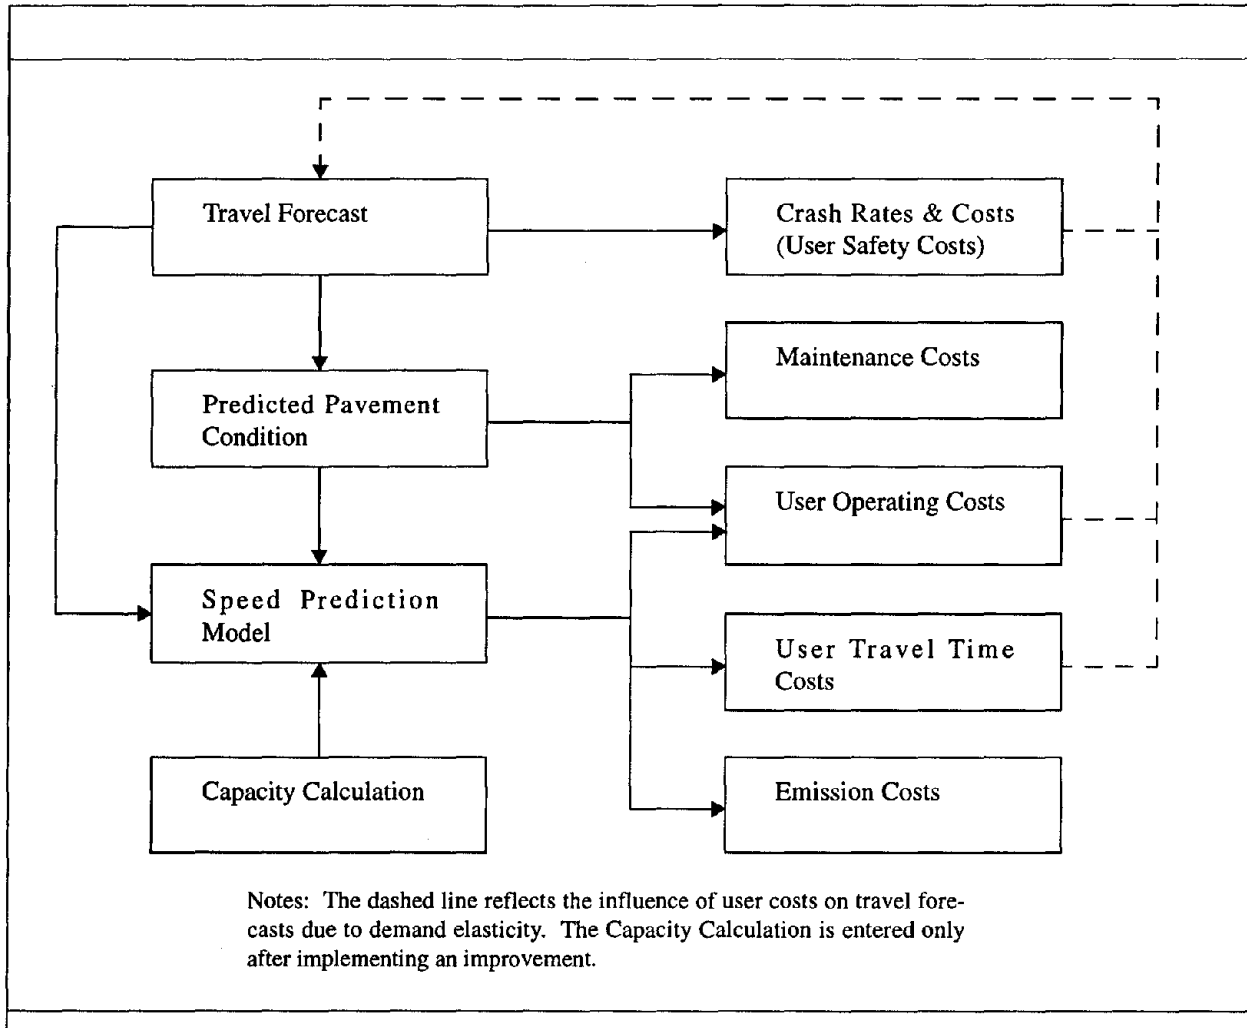 Travel Forecast
Crash Rates & Costs
(User Safety Costs)
Maintenance Costs
Predicted Pavement
Condition
User Operating Costs
Speed Prediction
Model
User Travel Time
Costs
Capacity Calculation
Emission Costs
Notes: The dashed line reflects the influence of user costs on travel fore-
casts due to demand elasticity. The Capacity Calculation is entered only
after implementing an improvement.